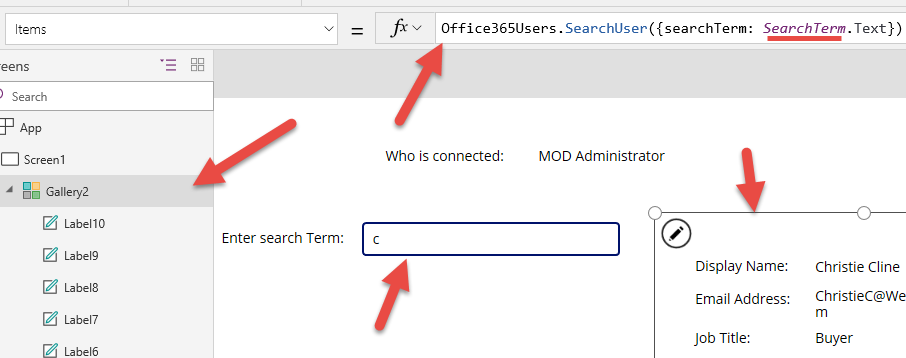 Items
=
fx
Office365Users.SearchUser({searchTerm: SearchTerm.Text})
reens
Search
App
Screen1
Gallery2
Label10
Label9
Label8
Label7
Label6
Who is connected: MOD Administrator
Enter search Term: c
Display Name: Christie Cline
Email Address: ChristieC@We
m
Job Title: Buyer